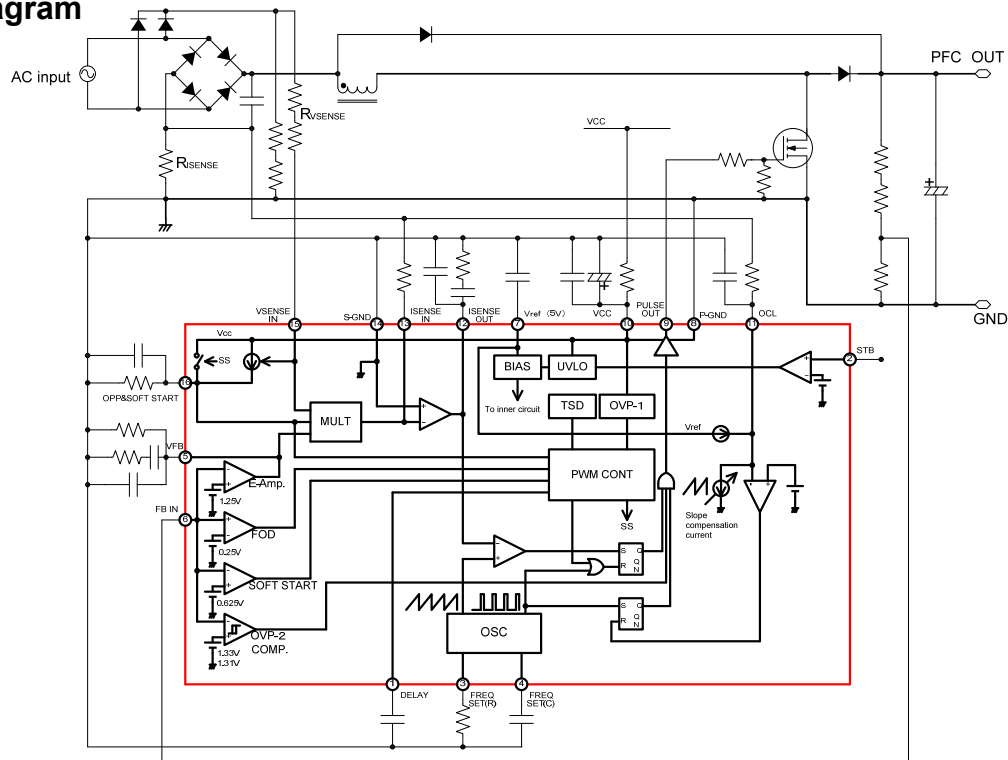 agram
AC input
PFC OUT
RVSENSE
VCC
RISENSE
GND
VSENSE IN
S-GND
ISENSE IN
ISENSE OUT
Vref (5V)
VCC
PULSE OUT
P-GND
OCL
15
14
13
12
7
10
9
8
11
Vcc
SS
BIAS
UVLO
STB
2
16
OPP&SOFT START
To inner circuit
TSD
OVP-1
MULT
Vref
VFB
5
PWM CONT
E-Amp.
1.25V
FB IN
6
FOD
0.25V
SS
Slope
compensation
current
SOFT START
0.625V
S Q
R Q
N
OVP-2
COMP.
1.33V
1.31V
OSC
S Q
R Q
N
1
DELAY
3
FREQ
SET(R)
4
FREQ
SET(C)